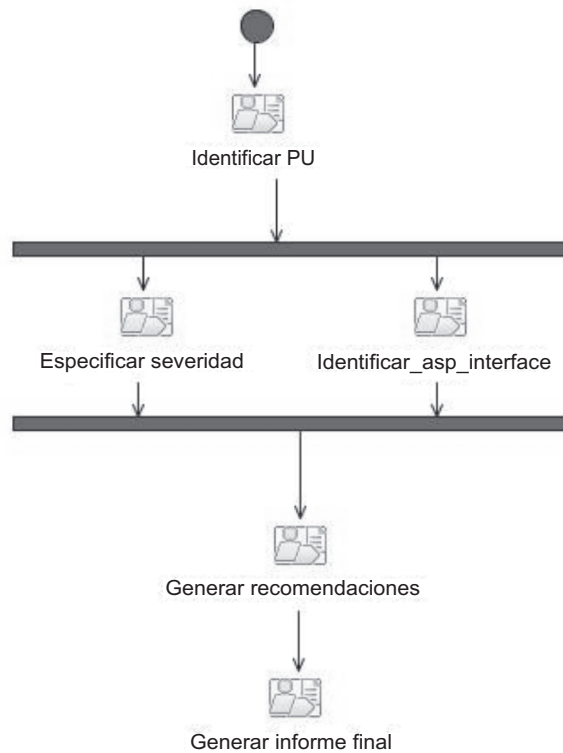 Identificar PU
Especificar severidad
Identificar_asp_interface
Generar recomendaciones
Generar informe final